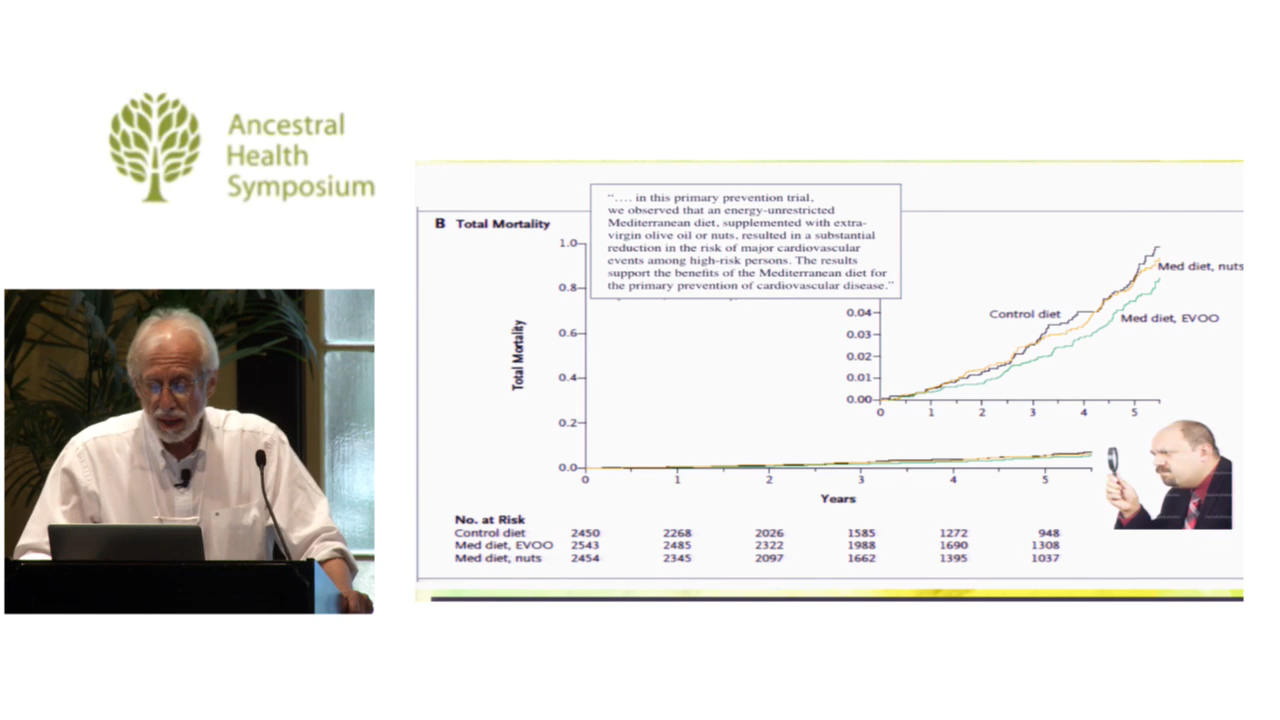 Ancestral
Health
Symposium
".... in this primary prevention trial,
we observed that an energy-unrestricted
Mediterranean diet, supplemented with extra-
virgin olive oil or nuts, resulted in a substantial
reduction in the risk of major cardiovascular
events among high-risk persons. The results
support the benefits of the Mediterranean diet for
the primary prevention of cardiovascular disease."
B Total Mortality
1.0
0.8
0.6
0.4
0.2
0.0
Total Mortality
0 1 2 3 4 5
Years
0.04
0.03
0.02
0.01
0.00
0 1 2 3 4 5
Med diet, nuts
Control diet
Med diet, EVOO
No. at Risk
Control diet 2450 2268 2026 1585 1272 948
Med diet, EVOO 2543 2485 2322 1988 1690 1308
Med diet, nuts 2454 2345 2097 1662 1395 1037